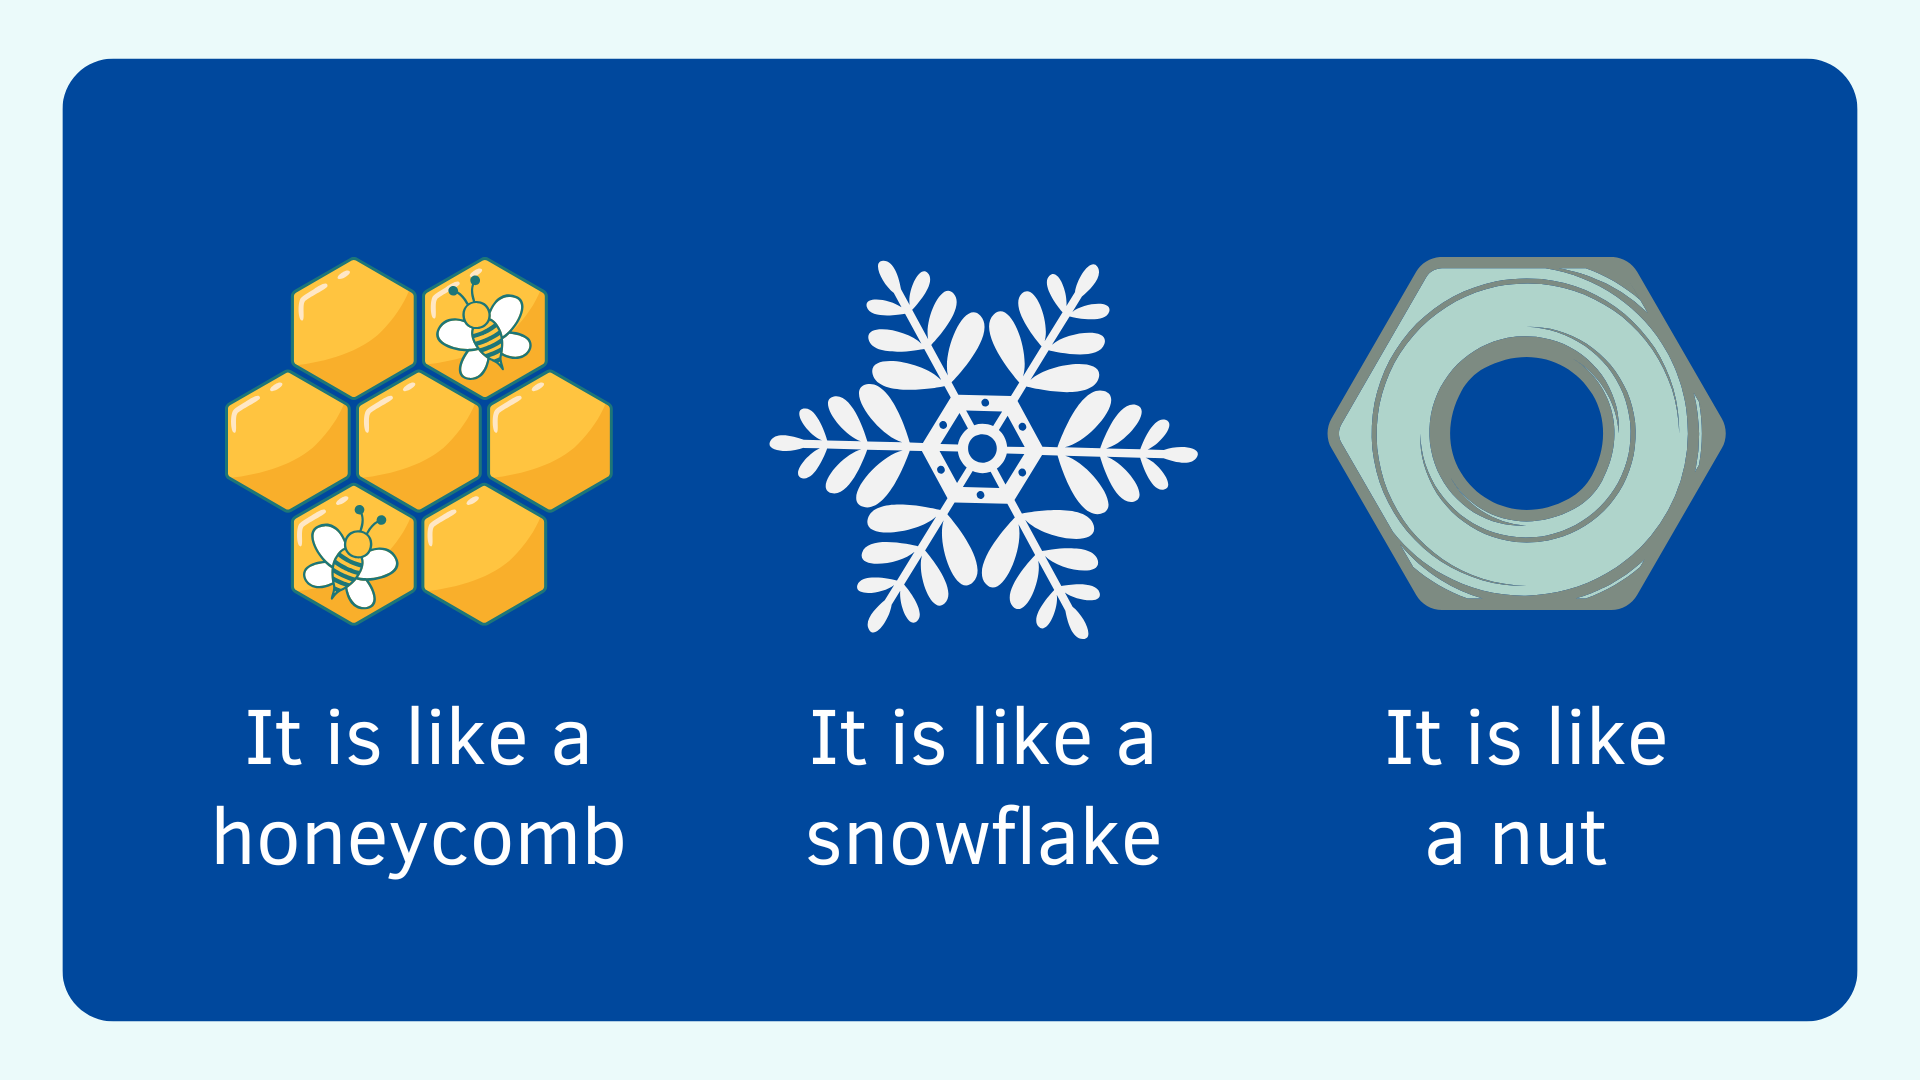 It is like a
honeycomb
It is like a
snowflake
It is like
a nut